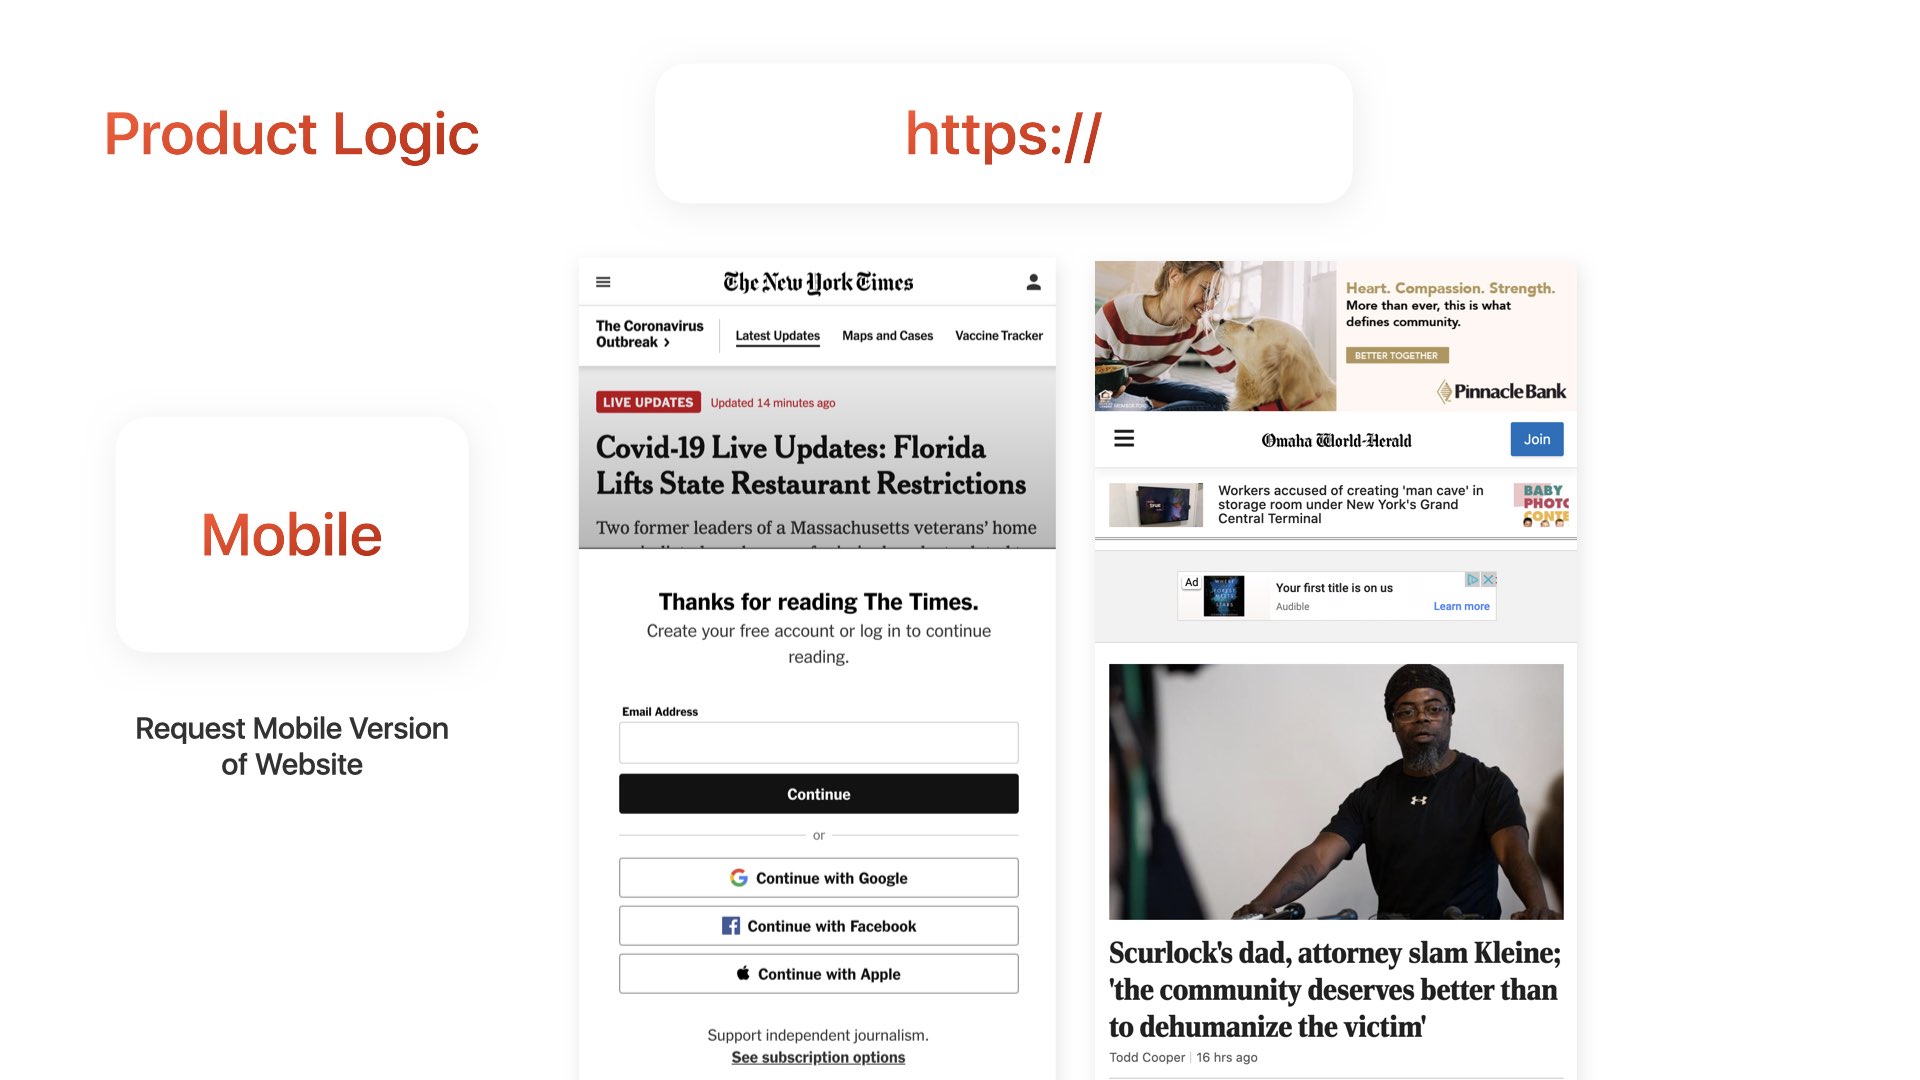 Product Logic
https://
Mobile
Request Mobile Version
of Website
The New York Times
The Coronavirus
Outbreak >
Latest Updates
Maps and Cases
Vaccine Tracker
LIVE UPDATES
Updated 14 minutes ago
Covid-19 Live Updates: Florida
Lifts State Restaurant Restrictions
Two former leaders of a Massachusetts veterans’ home
Thanks for reading The Times.
Create your free account or log in to continue
reading.
Email Address
Continue
or
Continue with Google
Continue with Facebook
Continue with Apple
Support independent journalism.
See subscription options
Heart. Compassion. Strength.
More than ever, this is what
defines community.
BETTER TOGETHER
Pinnacle Bank
Omaha World-Herald
Join
Workers accused of creating 'man cave' in
storage room under New York's Grand
Central Terminal
BABY
PHOTO
CONTE
Ad
WHERE
FOREST
MEETS
STARS
Your first title is on us
Audible
Learn more
Scurlock's dad, attorney slam Kleine;
'the community deserves better than
to dehumanize the victim'
Todd Cooper | 16 hrs ago